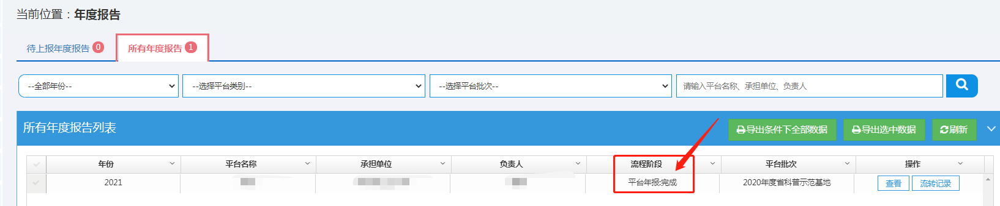 当前位置：年度报告
待上报年度报告 0 所有年度报告 1
--全部年份-- --选择平台类别-- --选择平台批次-- 请输入平台名称、承担单位、负责人
所有年度报告列表 导出条件下全部数据 导出选中数据 刷新
年份 平台名称 承担单位 负责人 流程阶段 平台批次 操作
2021 平台年报:完成 2020年度省科普示范基地 查看 流转记录